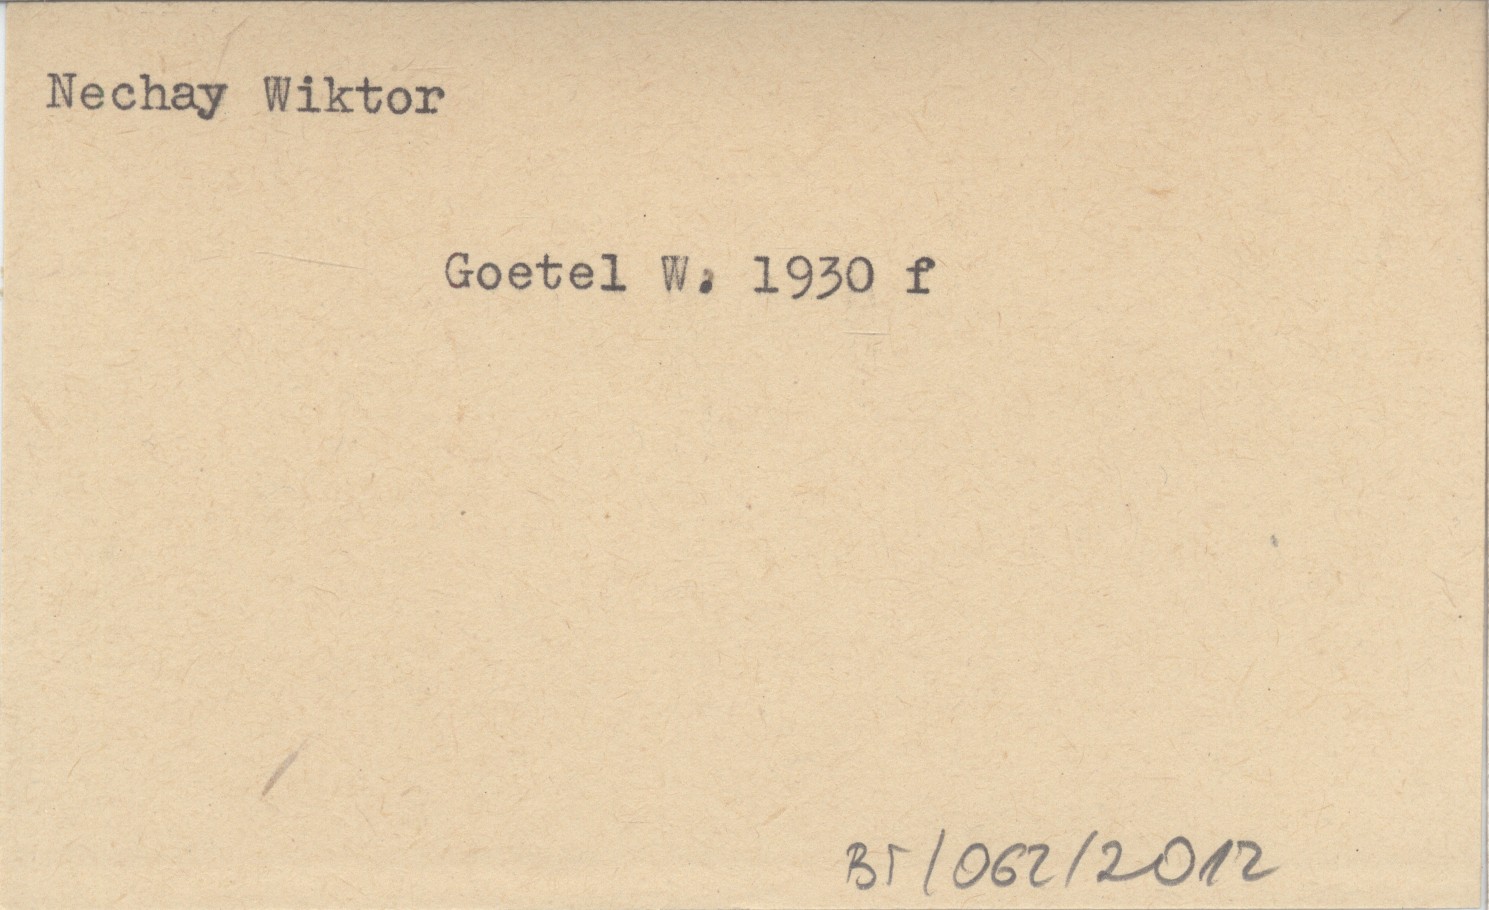 Nechay Wiktor
Goetel W. 1930 f
BT/062/2012